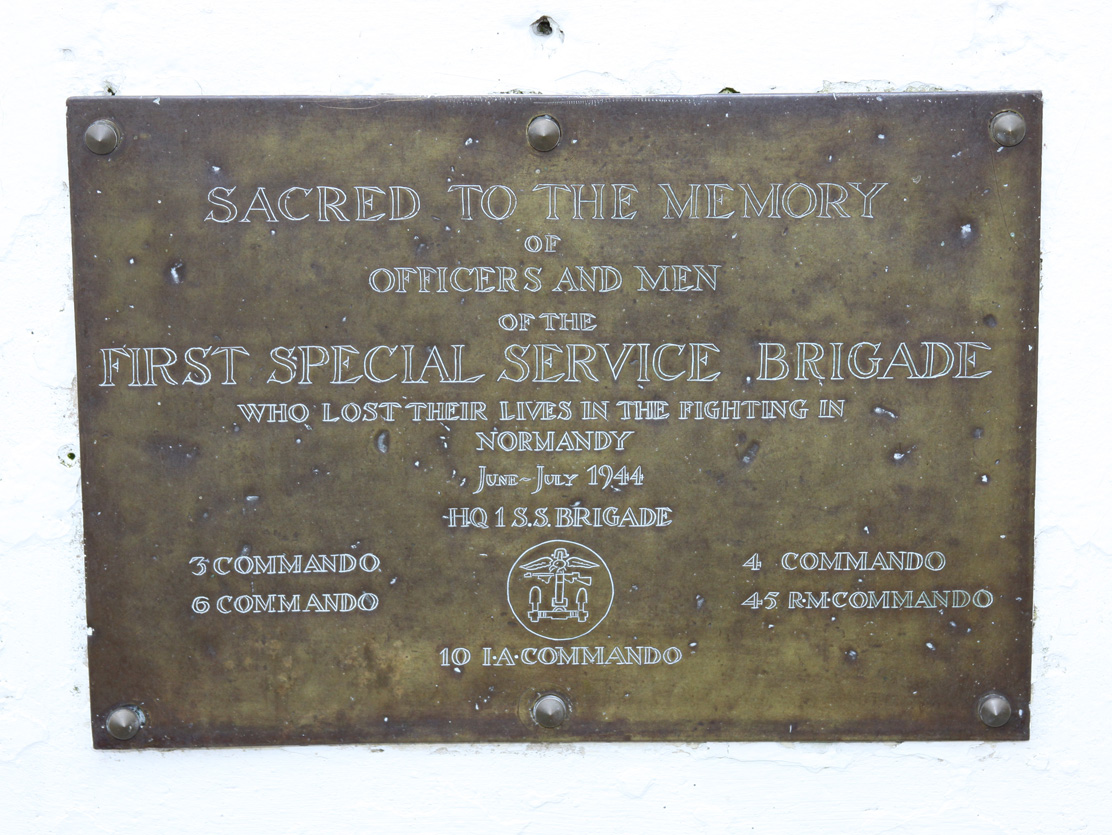 SACRED TO THE MEMORY
OF
OFFICERS AND MEN
OF THE
FIRST SPECIAL SERVICE BRIGADE
WHO LOST THEIR LIVES IN THE FIGHTING IN
NORMANDY
JUNE~JULY 1944
HQ 1 S.S. BRIGADE
3 COMMANDO
4 COMMANDO
6 COMMANDO
45 R·M·COMMANDO
10 I·A·COMMANDO